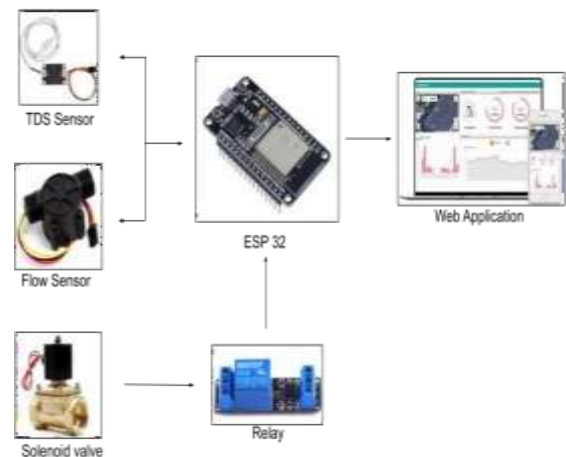 TDS Sensor
Flow Sensor
ESP 32
Web Application
Solenoid valve
Relay